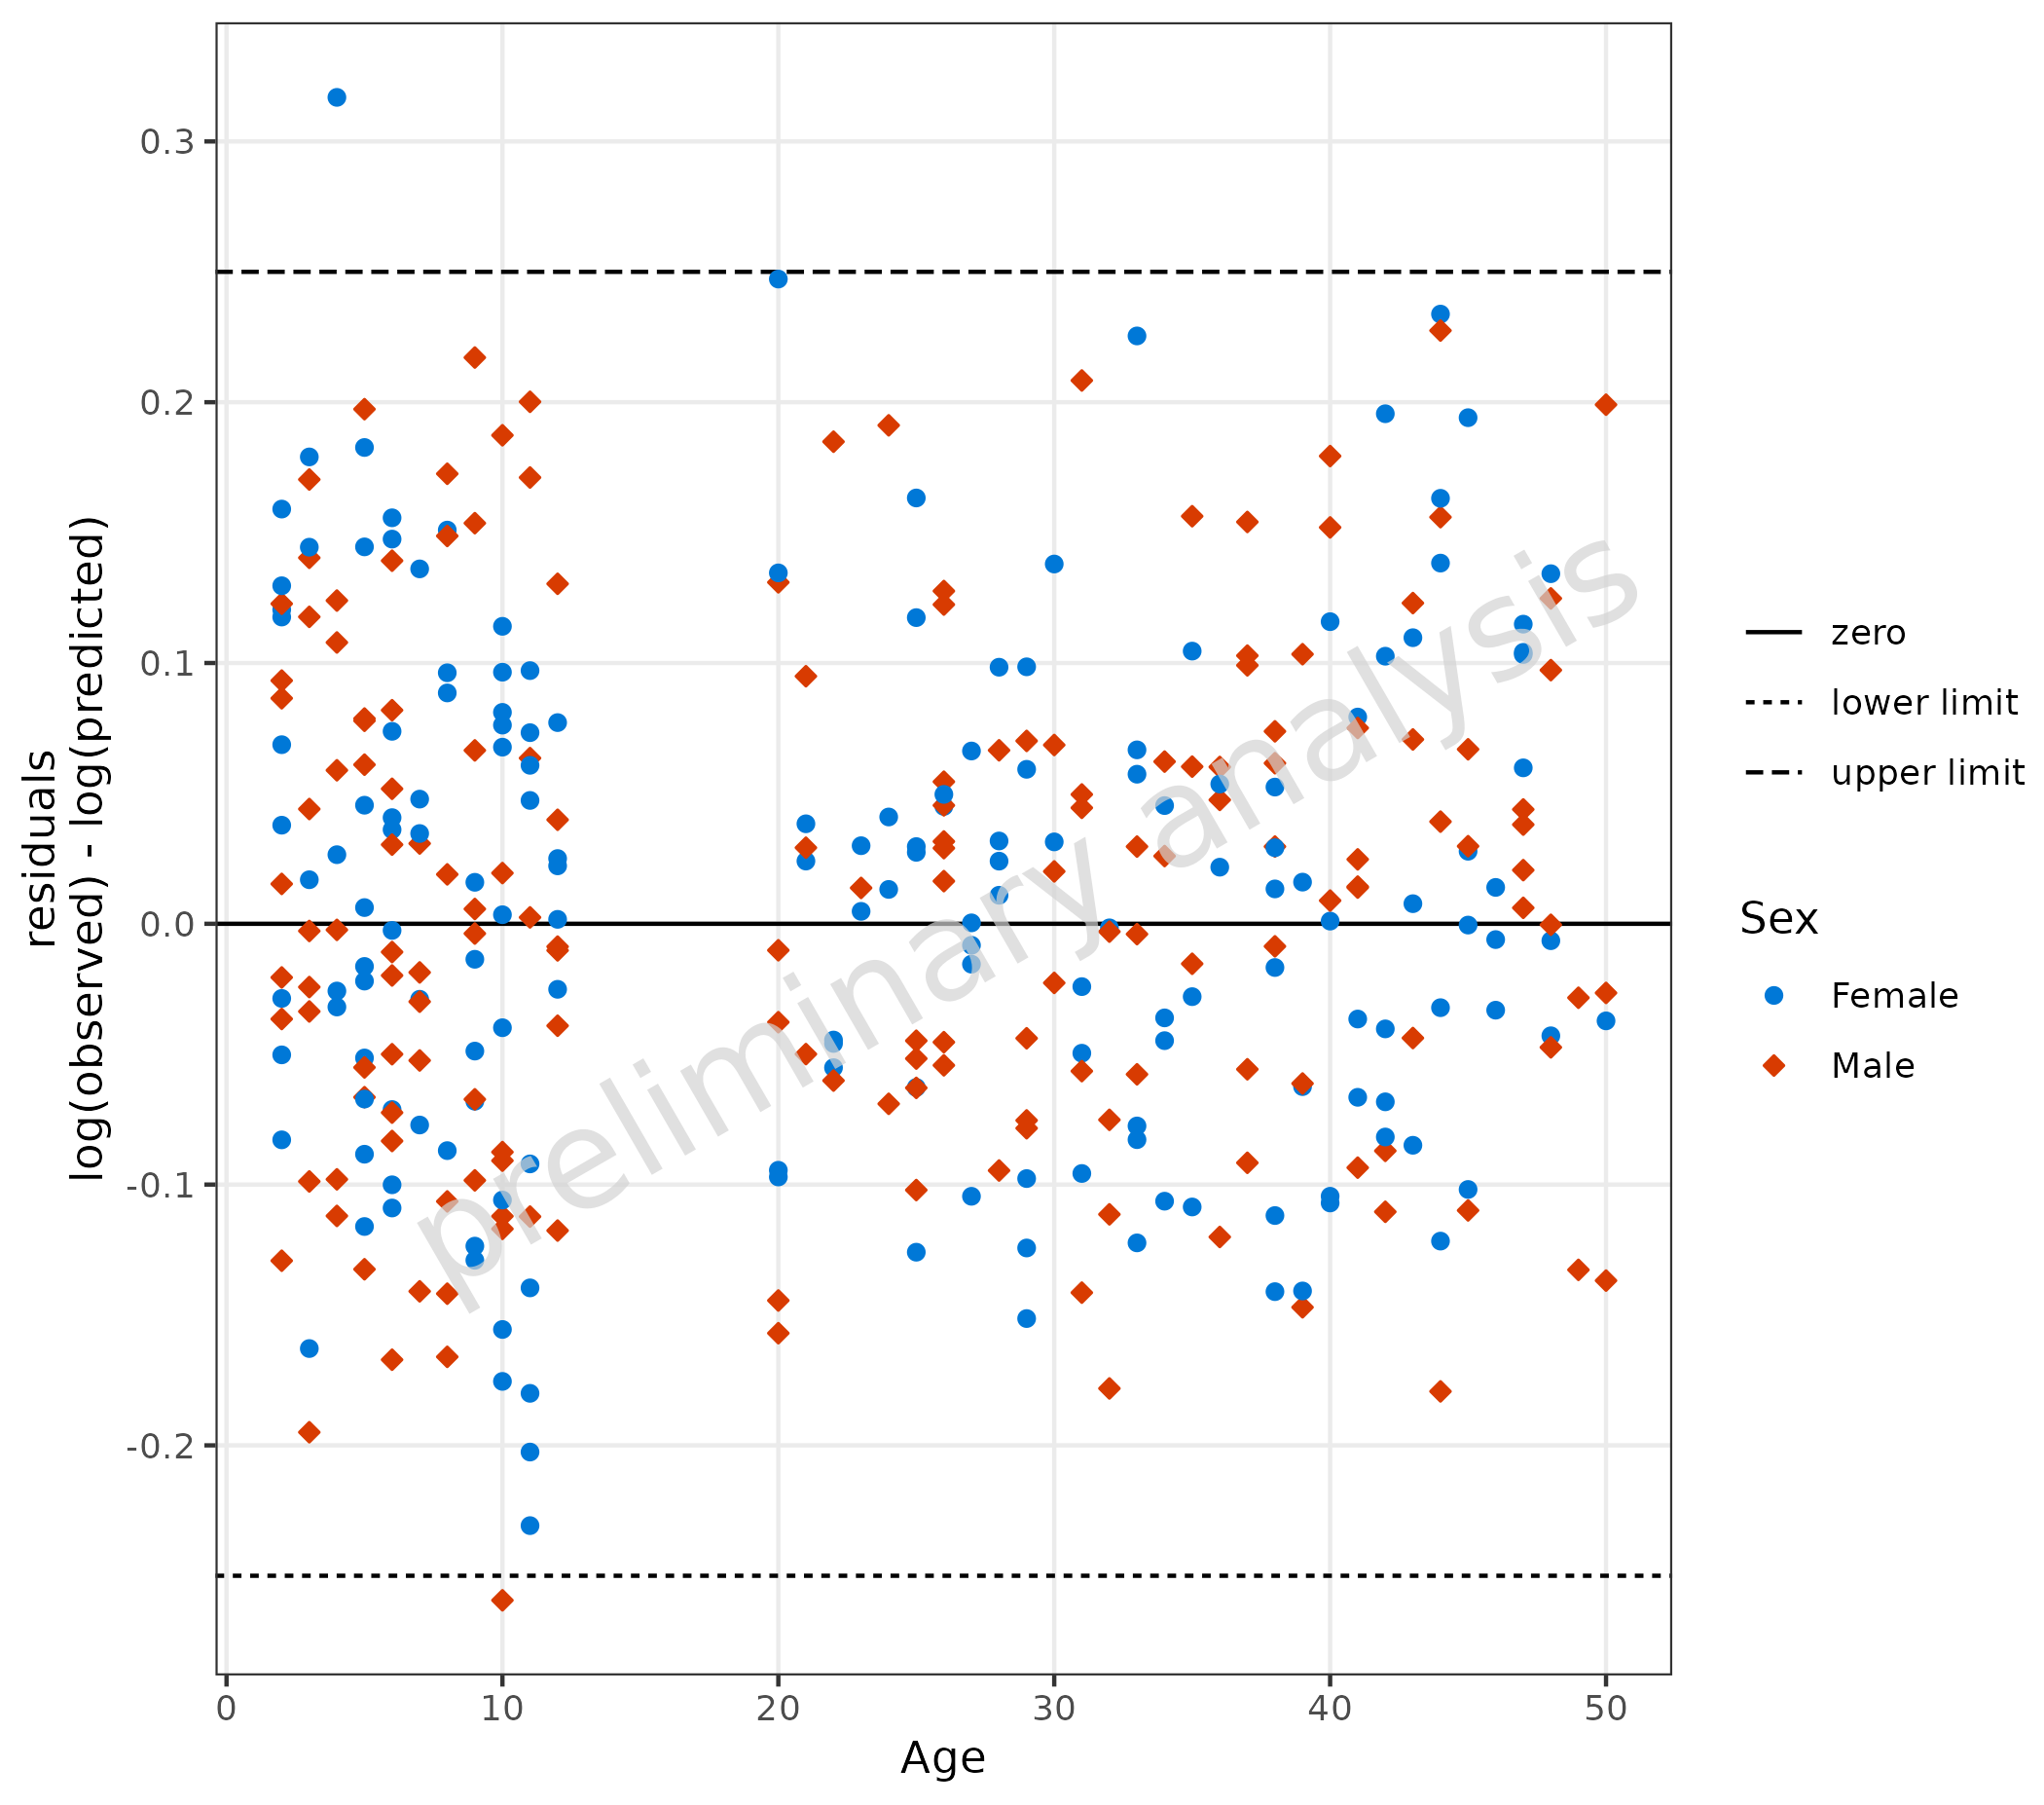 residuals
log(observed) - log(predicted)
0.3
0.2
0.1
0.0
-0.1
-0.2
0
10
20
30
40
50
Age
preliminary analysis
zero
lower limit
upper limit
Sex
Female
Male